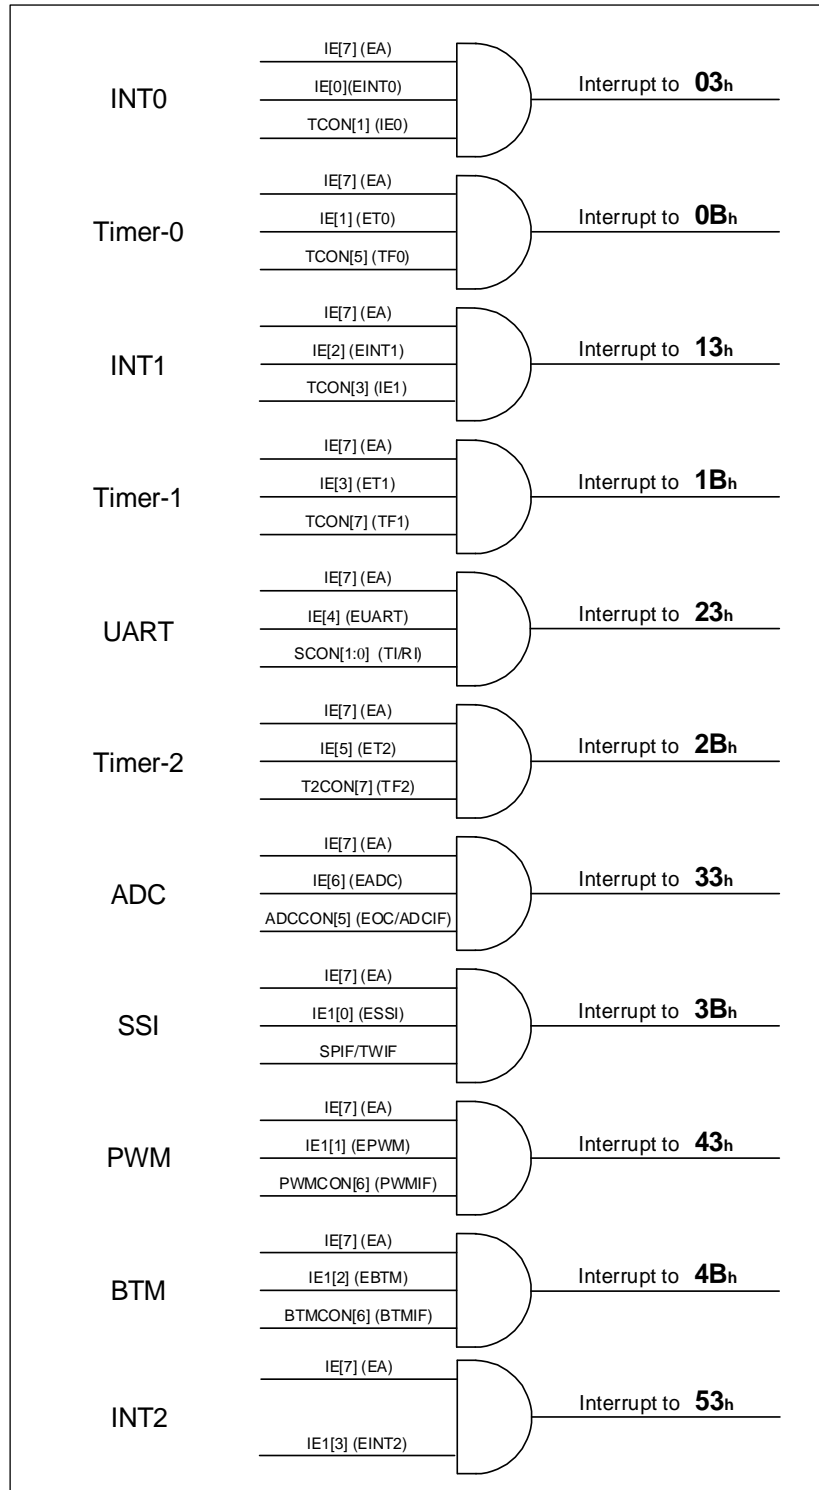 IE[7] (EA)
INT0 IE[0](EINT0) Interrupt to 03h
TCON[1] (IE0)
IE[7] (EA)
Timer-0 IE[1] (ET0) Interrupt to 0Bh
TCON[5] (TF0)
IE[7] (EA)
INT1 IE[2] (EINT1) Interrupt to 13h
TCON[3] (IE1)
IE[7] (EA)
Timer-1 IE[3] (ET1) Interrupt to 1Bh
TCON[7] (TF1)
IE[7] (EA)
UART IE[4] (EUART) Interrupt to 23h
SCON[1:0] (TI/RI)
IE[7] (EA)
Timer-2 IE[5] (ET2) Interrupt to 2Bh
T2CON[7] (TF2)
IE[7] (EA)
ADC IE[6] (EADC) Interrupt to 33h
ADCCON[5] (EOC/ADCIF)
IE[7] (EA)
SSI IE1[0] (ESSI) Interrupt to 3Bh
SPIF/TWIF
IE[7] (EA)
PWM IE1[1] (EPWM) Interrupt to 43h
PWMCON[6] (PWMIF)
IE[7] (EA)
BTM IE1[2] (EBTM) Interrupt to 4Bh
BTMCON[6] (BTMIF)
IE[7] (EA)
INT2 Interrupt to 53h
IE1[3] (EINT2)